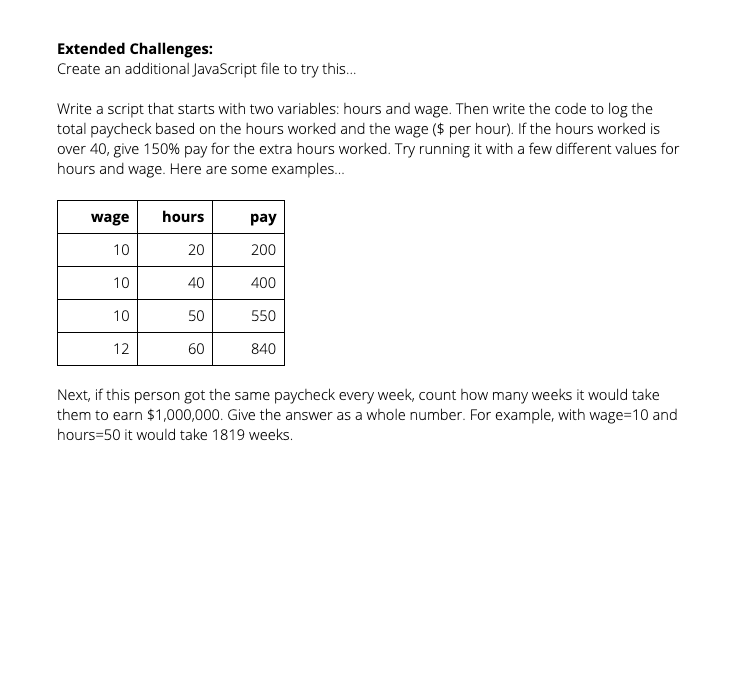 Extended Challenges:
Create an additional JavaScript file to try this...
Write a script that starts with two variables: hours and wage. Then write the code to log the
total paycheck based on the hours worked and the wage ($ per hour). If the hours worked is
over 40, give 150% pay for the extra hours worked. Try running it with a few different values for
hours and wage. Here are some examples...
wage hours pay
10 20 200
10 40 400
10 50 550
12 60 840
Next, if this person got the same paycheck every week, count how many weeks it would take
them to earn $1,000,000. Give the answer as a whole number. For example, with wage=10 and
hours=50 it would take 1819 weeks.